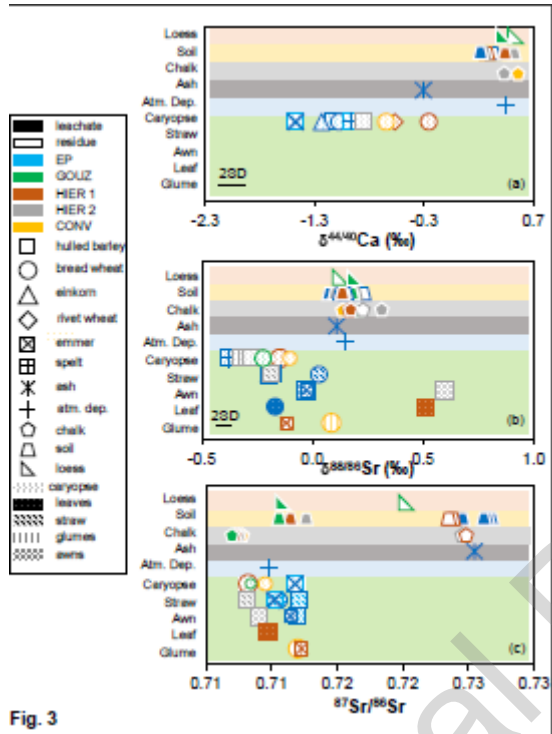 Loess
Soil
Chalk
Ash
Atm. Dep.
Caryopse
Straw
Awn
Leaf
Glume
2SD
(a)
-2.3
-1.3
-0.3
0.7
δ44/40Ca (‰)
leachate
residue
EP
GOUZ
HIER 1
HIER 2
CONV
hulled barley
bread wheat
einkorn
rivet wheat
emmer
spelt
ash
atm. dep.
chalk
soil
loess
caryopse
leaves
straw
glumes
awns
Loess
Soil
Chalk
Ash
Atm. Dep.
Caryopse
Straw
Awn
Leaf
Glume
2SD
(b)
-0.5
0.0
0.5
1.0
δ88/86Sr (‰)
Loess
Soil
Chalk
Ash
Atm. Dep.
Caryopse
Straw
Awn
Leaf
Glume
(c)
0.71
0.71
0.72
0.72
0.73
0.73
87Sr/86Sr
Fig. 3